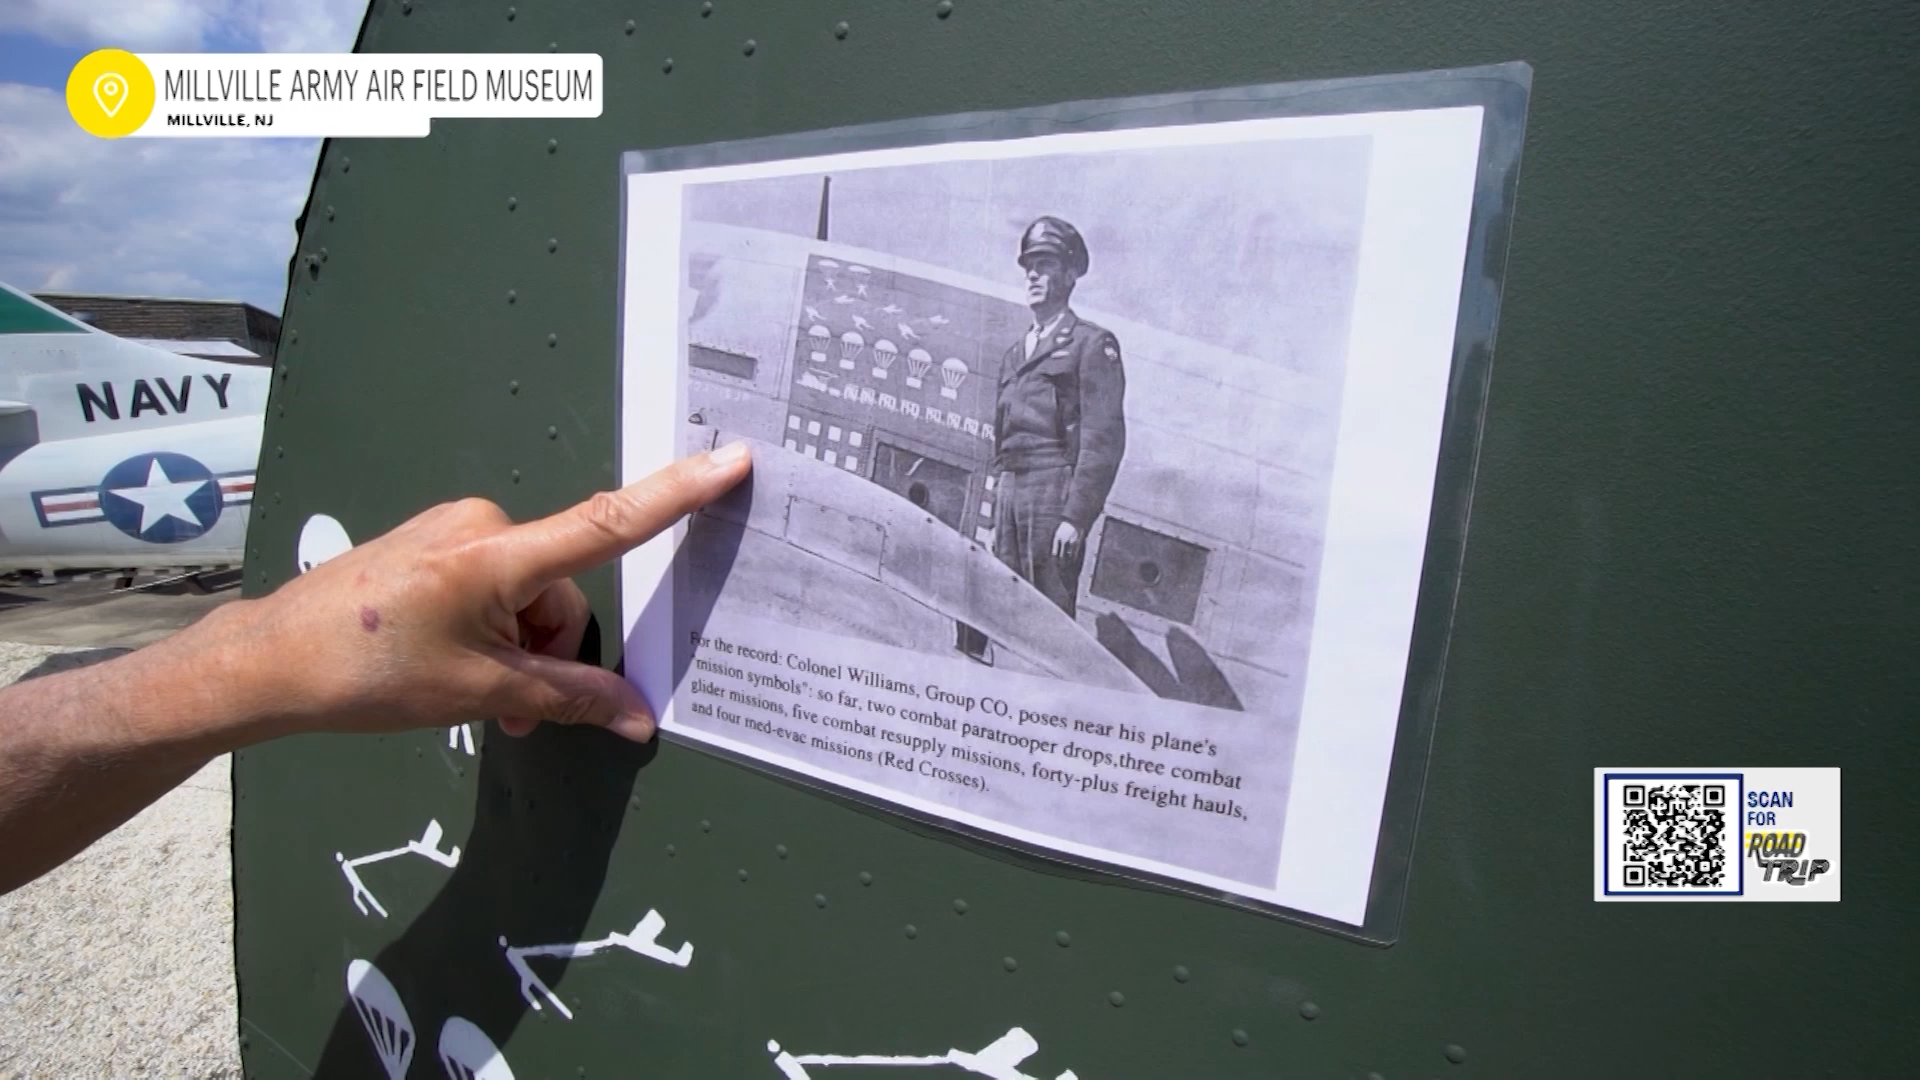 MILLVILLE ARMY AIR FIELD MUSEUM
MILLVILLE, NJ
NAVY
For the record: Colonel Williams, Group CO, poses near his plane's
"mission symbols": so far, two combat paratrooper drops,three combat
glider missions, five combat resupply missions, forty-plus freight hauls,
and four med-evac missions (Red Crosses).
SCAN
FOR
ROAD
TRIP